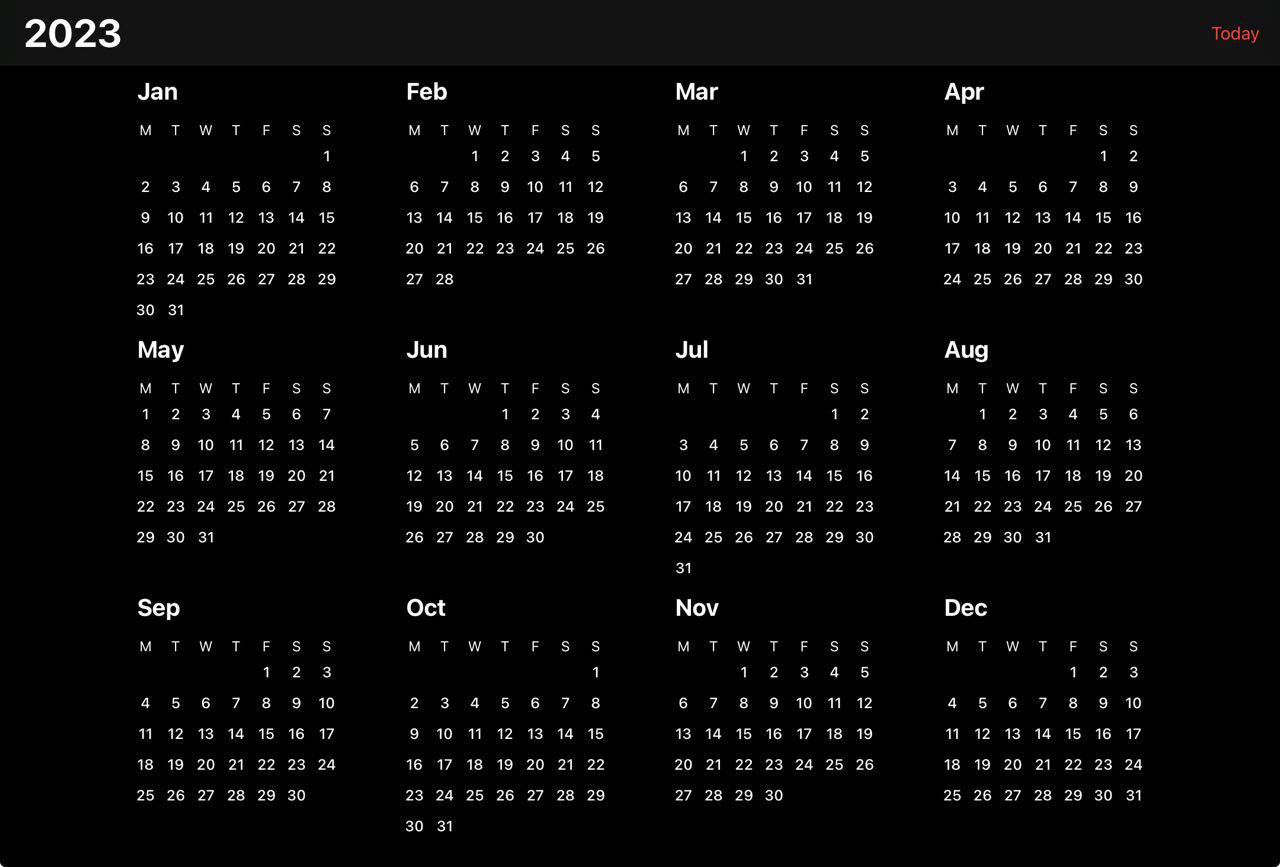 2023 Today
Jan Feb Mar Apr
M T W T F S S M T W T F S S M T W T F S S M T W T F S S
1 1 2 3 4 5 1 2 3 4 5 1 2
2 3 4 5 6 7 8 6 7 8 9 10 11 12 6 7 8 9 10 11 12 3 4 5 6 7 8 9
9 10 11 12 13 14 15 13 14 15 16 17 18 19 13 14 15 16 17 18 19 10 11 12 13 14 15 16
16 17 18 19 20 21 22 20 21 22 23 24 25 26 20 21 22 23 24 25 26 17 18 19 20 21 22 23
23 24 25 26 27 28 29 27 28 27 28 29 30 31 24 25 26 27 28 29 30
30 31
May Jun Jul Aug
M T W T F S S M T W T F S S M T W T F S S M T W T F S S
1 2 3 4 5 6 7 1 2 3 4 1 2 1 2 3 4 5 6
8 9 10 11 12 13 14 5 6 7 8 9 10 11 3 4 5 6 7 8 9 7 8 9 10 11 12 13
15 16 17 18 19 20 21 12 13 14 15 16 17 18 10 11 12 13 14 15 16 14 15 16 17 18 19 20
22 23 24 25 26 27 28 19 20 21 22 23 24 25 17 18 19 20 21 22 23 21 22 23 24 25 26 27
29 30 31 26 27 28 29 30 24 25 26 27 28 29 30 28 29 30 31
31
Sep Oct Nov Dec
M T W T F S S M T W T F S S M T W T F S S M T W T F S S
1 2 3 1 1 2 3 4 5 1 2 3
4 5 6 7 8 9 10 2 3 4 5 6 7 8 6 7 8 9 10 11 12 4 5 6 7 8 9 10
11 12 13 14 15 16 17 9 10 11 12 13 14 15 13 14 15 16 17 18 19 11 12 13 14 15 16 17
18 19 20 21 22 23 24 16 17 18 19 20 21 22 20 21 22 23 24 25 26 18 19 20 21 22 23 24
25 26 27 28 29 30 23 24 25 26 27 28 29 27 28 29 30 25 26 27 28 29 30 31
30 31